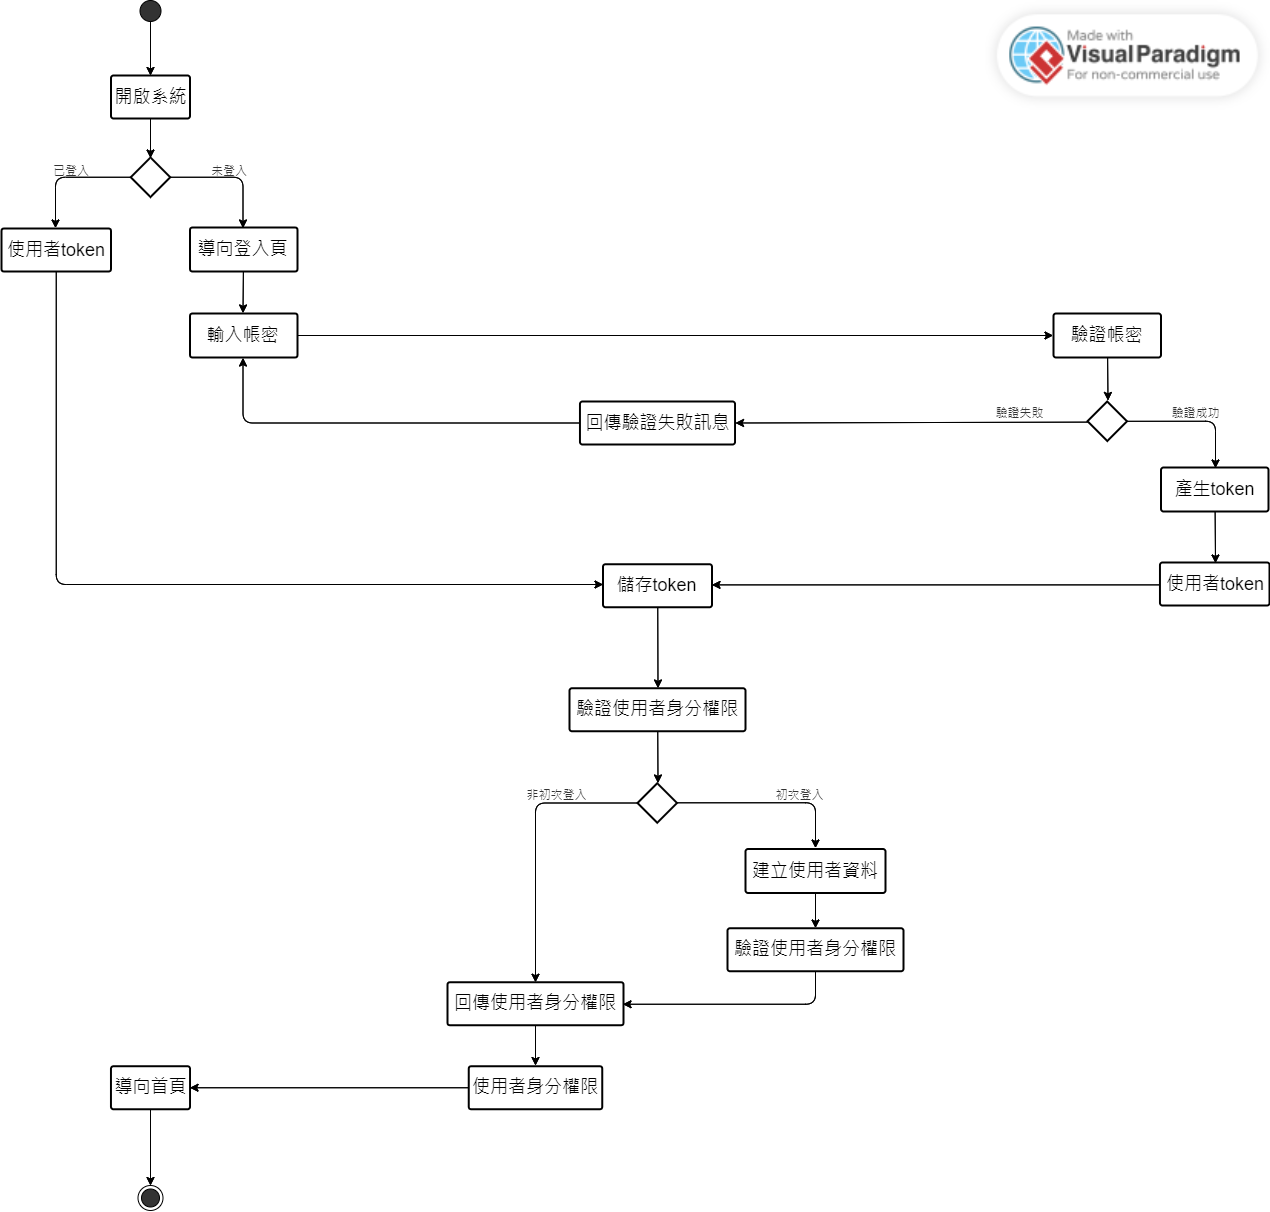 Made with
Visual Paradigm
For non-commercial use
開啟系統
已登入
未登入
使用者token
導向登入頁
輸入帳密
驗證帳密
回傳驗證失敗訊息
驗證失敗
驗證成功
產生token
儲存token
使用者token
驗證使用者身分權限
非初次登入
初次登入
建立使用者資料
驗證使用者身分權限
回傳使用者身分權限
導向首頁
使用者身分權限